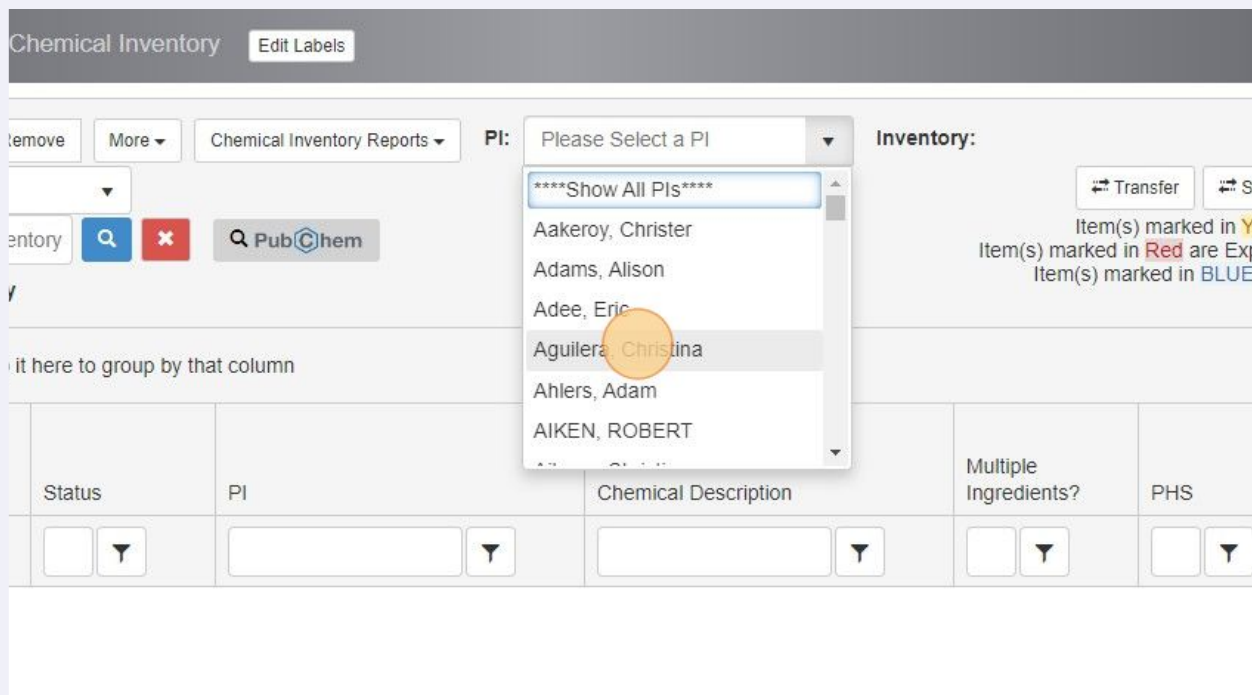 Chemical Inventory Edit Labels
Remove More Chemical Inventory Reports PI: Please Select a PI Inventory:
****Show All PIs****
Transfer S
Aakeroy, Christer
Item(s) marked in Y
entory PubChem
Item(s) marked in Red are Exp
Adams, Alison
Item(s) marked in BLUE
y
Adee, Eric
Aguilera, Christina
it here to group by that column
Ahlers, Adam
AIKEN, ROBERT
Status PI Chemical Description Multiple Ingredients? PHS